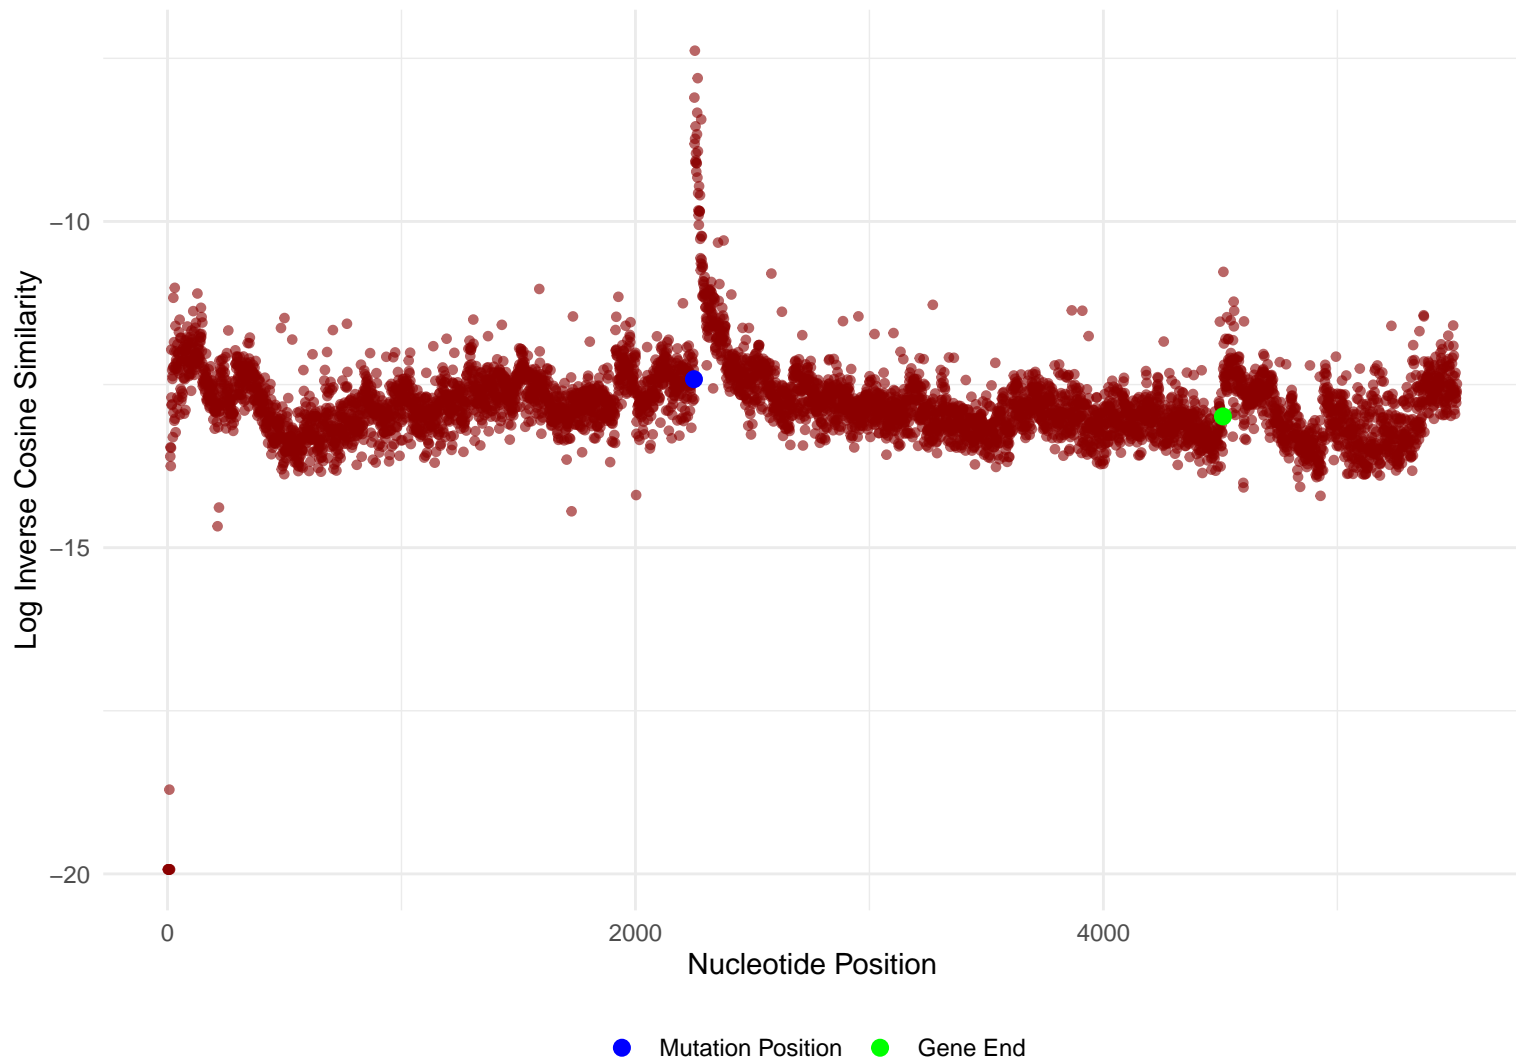 −10
−15
−20
Log Inverse Cosine Similarity
0 2000 4000
Nucleotide Position
Mutation Position Gene End